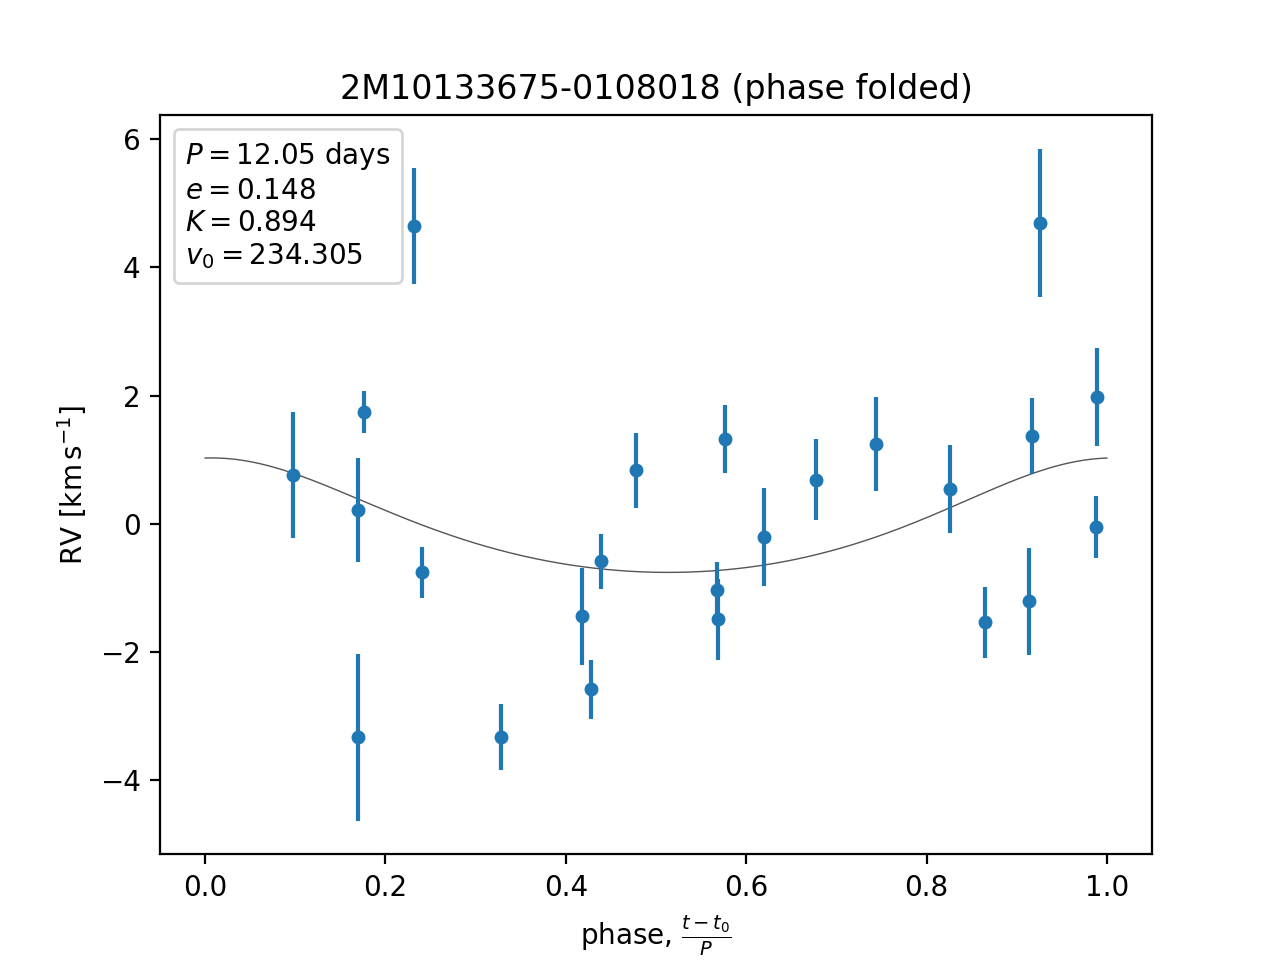 2M10133675-0108018 (phase folded)
P = 12.05 days
e = 0.148
K = 0.894
v₀ = 234.305
6
4
2
0
−2
−4
RV [km s⁻¹]
0.0 0.2 0.4 0.6 0.8 1.0
phase, (t − t₀)/P